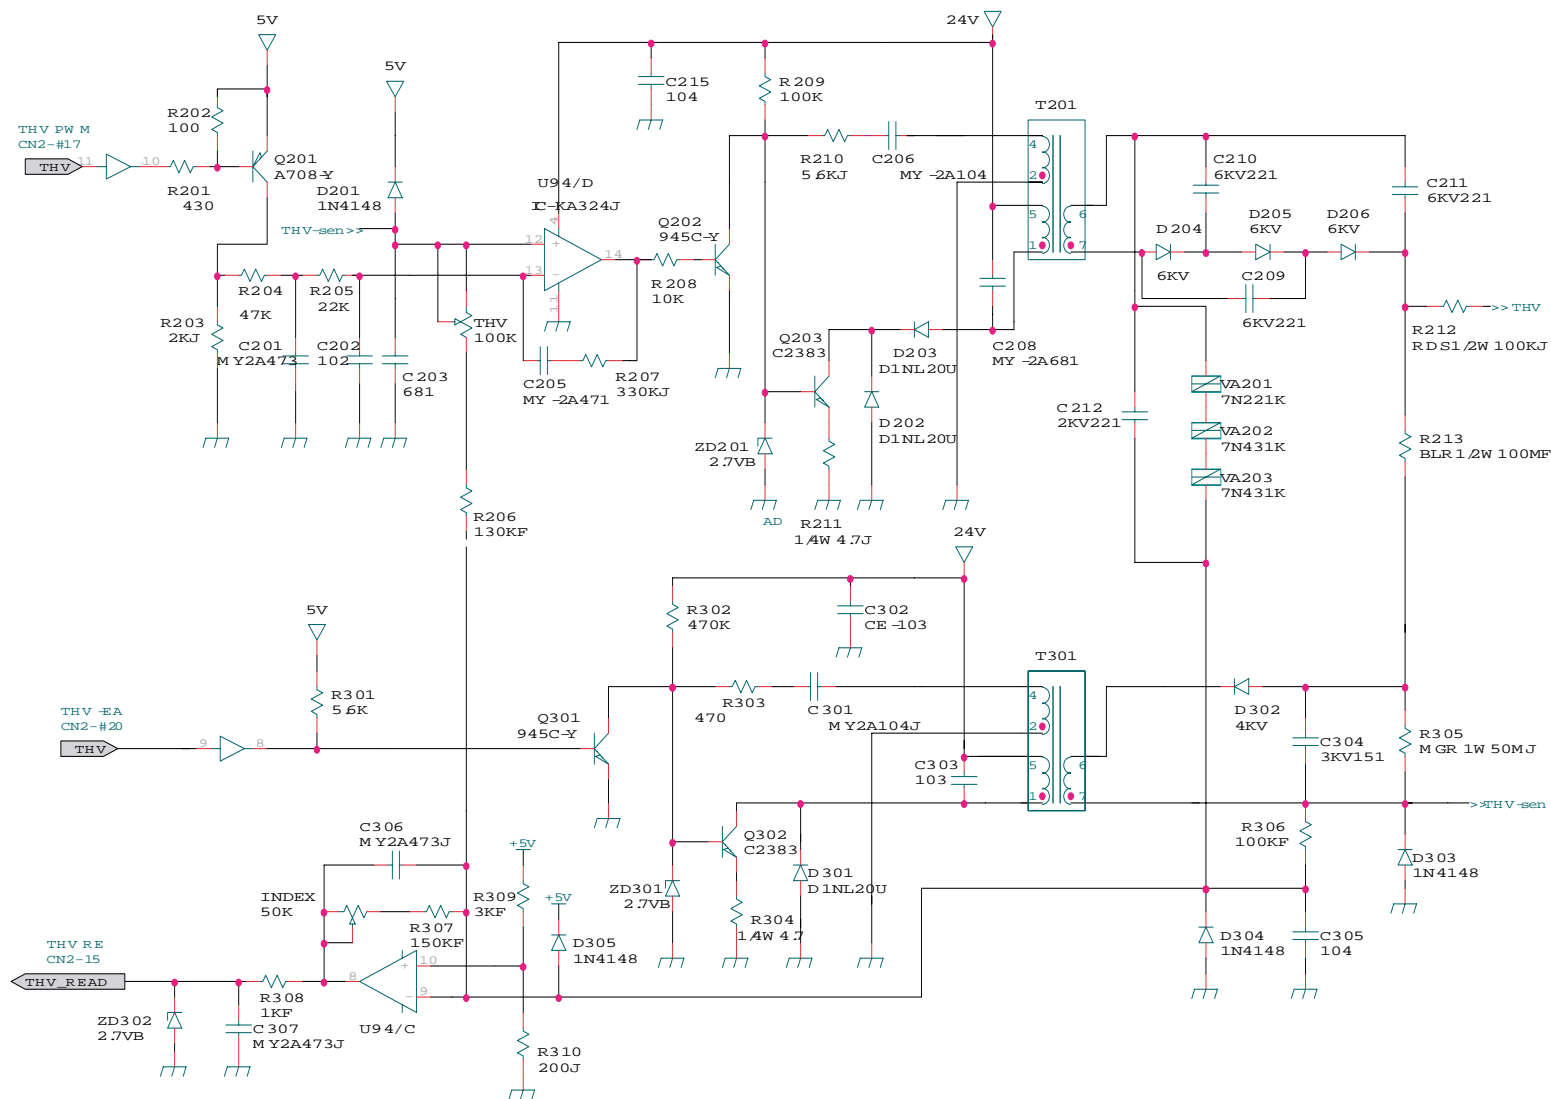 5V
24V
5V
R202
100
THV PWM
CN2-#17
THV
11
10
R201
430
Q201
A708-Y
D201
1N4148
THV-sen>>
C215
104
R209
100K
T201
U94/D
IC-KA324J
4
12
+
13
-
14
11
Q202
945C-Y
R210
5.6KJ
C206
MY-2A104
4
2
5
1
6
7
C210
6KV221
C211
6KV221
D204
6KV
D205
6KV
D206
6KV
C209
6KV221
R204
47K
R205
22K
R208
10K
R203
2KJ
C201
MY2A473
C202
102
C203
681
THV
100K
C205
MY-2A471
R207
330KJ
Q203
C2383
D203
D1NL20U
C208
MY-2A681
R212
RDS1/2W 100KJ
>> THV
VA201
7N221K
C212
2KV221
VA202
7N431K
D202
D1NL20U
ZD201
2.7VB
R213
BLR1/2W 100MF
VA203
7N431K
AD
R211
1/4W 4.7J
R206
130KF
24V
R302
470K
C302
CE-103
5V
R301
5.6K
T301
THV-EA
CN2-#20
THV
9
8
Q301
945C-Y
R303
470
C301
MY2A104J
4
2
5
1
6
7
D302
4KV
C304
3KV151
R305
MGR 1W 50MJ
C303
103
>>THV-sen
C306
MY2A473J
+5V
Q302
C2383
R306
100KF
D303
1N4148
D301
D1NL20U
ZD301
2.7VB
INDEX
50K
R309
3KF
+5V
R307
150KF
R304
1/4W 4.7
D305
1N4148
D304
1N4148
C305
104
THV RE
CN2-15
THV_READ
R308
1KF
8
10
+
9
-
U94/C
ZD302
2.7VB
C307
MY2A473J
R310
200J